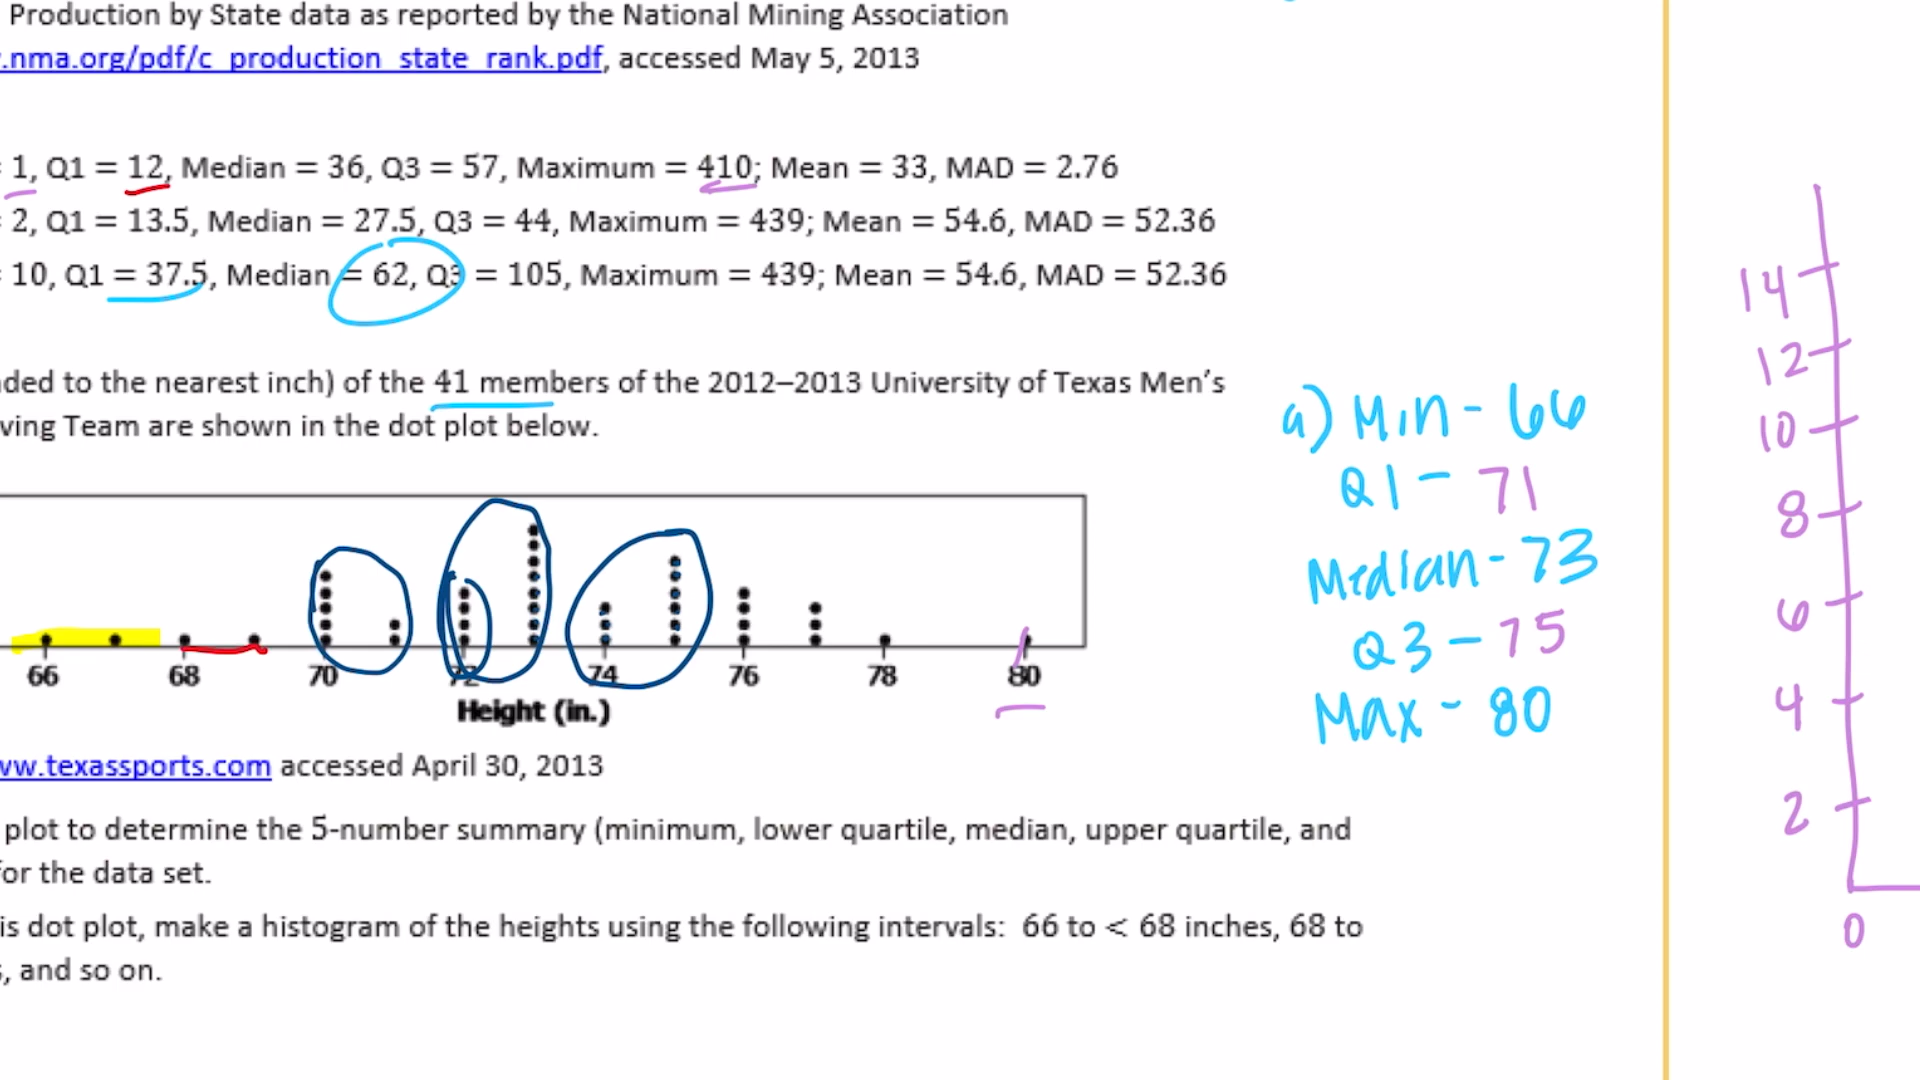 Production by State data as reported by the National Mining Association
.nma.org/pdf/c_production_state_rank.pdf, accessed May 5, 2013
1, Q1 = 12, Median = 36, Q3 = 57, Maximum = 410; Mean = 33, MAD = 2.76
= 2, Q1 = 13.5, Median = 27.5, Q3 = 44, Maximum = 439; Mean = 54.6, MAD = 52.36
= 10, Q1 = 37.5, Median = 62, Q3 = 105, Maximum = 439; Mean = 54.6, MAD = 52.36
ded to the nearest inch) of the 41 members of the 2012–2013 University of Texas Men's
ving Team are shown in the dot plot below.
66 68 70 72 74 76 78 80
Height (in.)
ww.texassports.com accessed April 30, 2013
plot to determine the 5-number summary (minimum, lower quartile, median, upper quartile, and
for the data set.
is dot plot, make a histogram of the heights using the following intervals: 66 to < 68 inches, 68 to
, and so on.
a) Min - 66
Q1 - 71
Median - 73
Q3 - 75
Max - 80
14
12
10
8
6
4
2
0